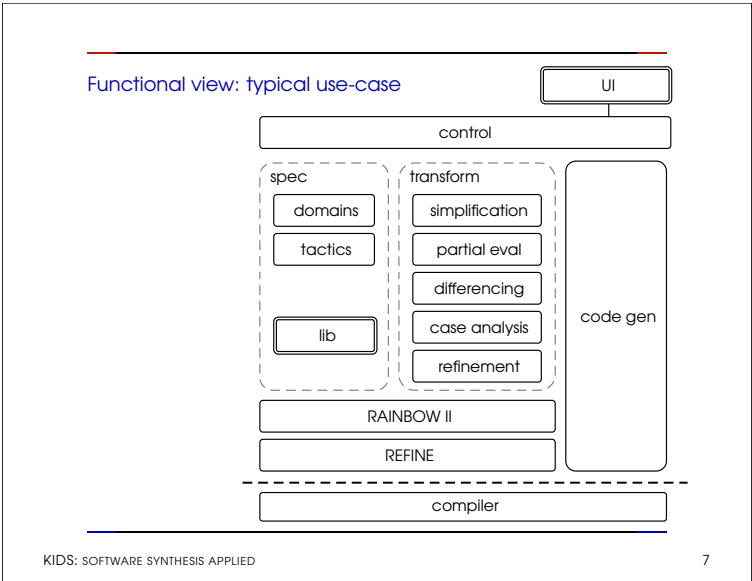 Functional view: typical use-case
UI
control
spec
domains
tactics
lib
transform
simplification
partial eval
differencing
case analysis
refinement
code gen
RAINBOW II
REFINE
compiler
KIDS: SOFTWARE SYNTHESIS APPLIED
7